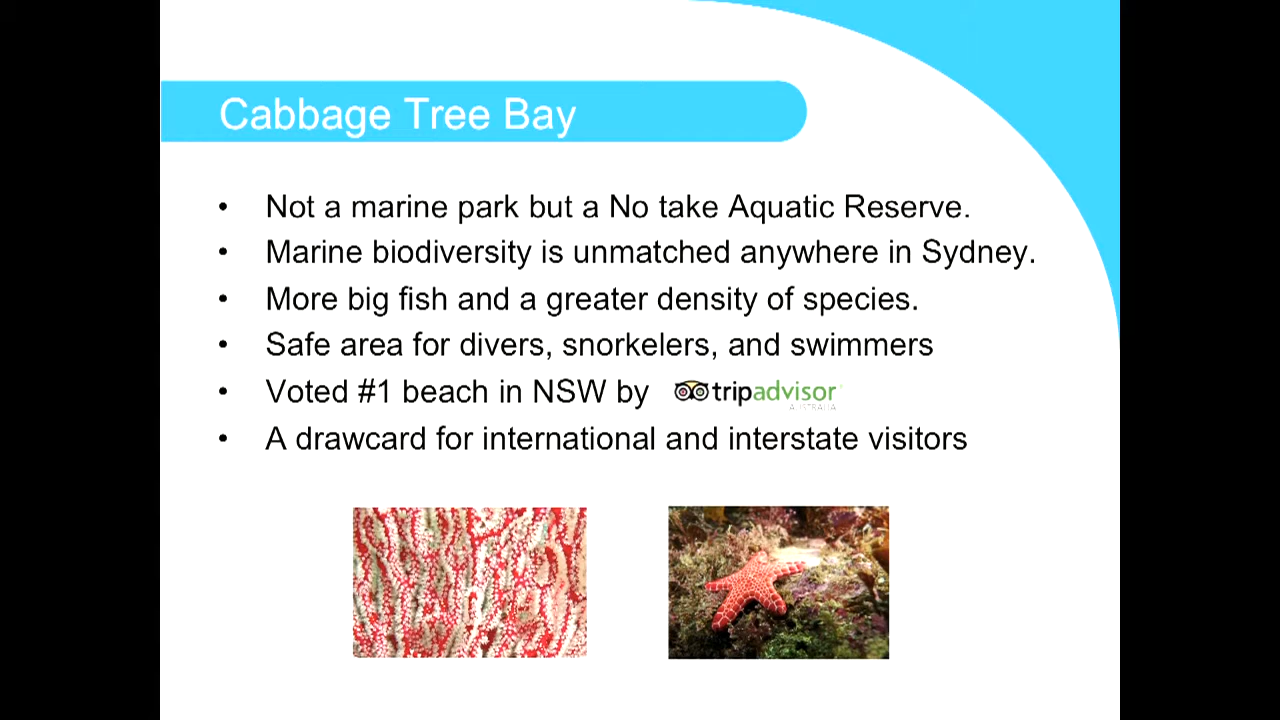 Cabbage Tree Bay
• Not a marine park but a No take Aquatic Reserve.
• Marine biodiversity is unmatched anywhere in Sydney.
• More big fish and a greater density of species.
• Safe area for divers, snorkelers, and swimmers
• Voted #1 beach in NSW by tripadvisor
AUSTRALIA
• A drawcard for international and interstate visitors